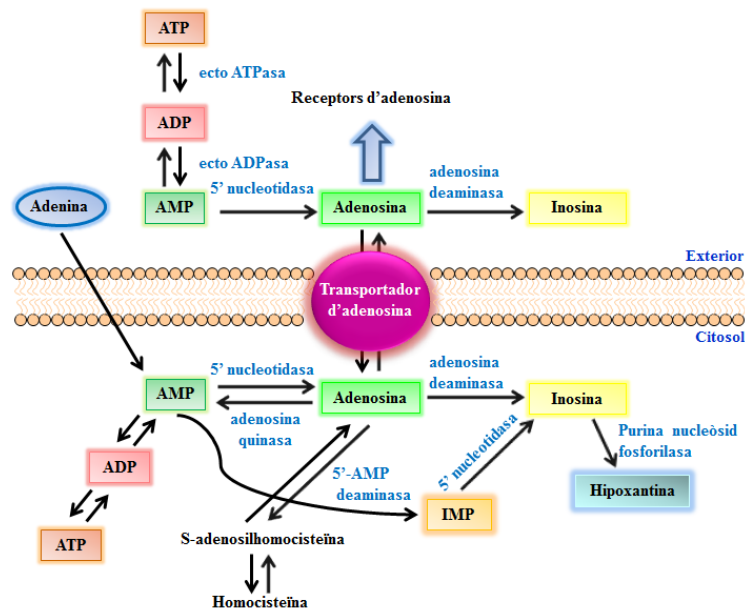 ATP
ecto ATPasa
Receptors d’adenosina
ADP
ecto ADPasa
5’ nucleotidasa
adenosina
deaminasa
Adenina
AMP
Adenosina
Inosina
Exterior
Transportador
d’adenosina
Citosol
5’ nucleotidasa
adenosina
deaminasa
AMP
Adenosina
Inosina
adenosina
quinasa
Purina nucleòsid
fosforilasa
ADP
5’-AMP
deaminasa
5’ nucleotidasa
Hipoxantina
IMP
ATP
S-adenosilhomocisteïna
Homocisteïna